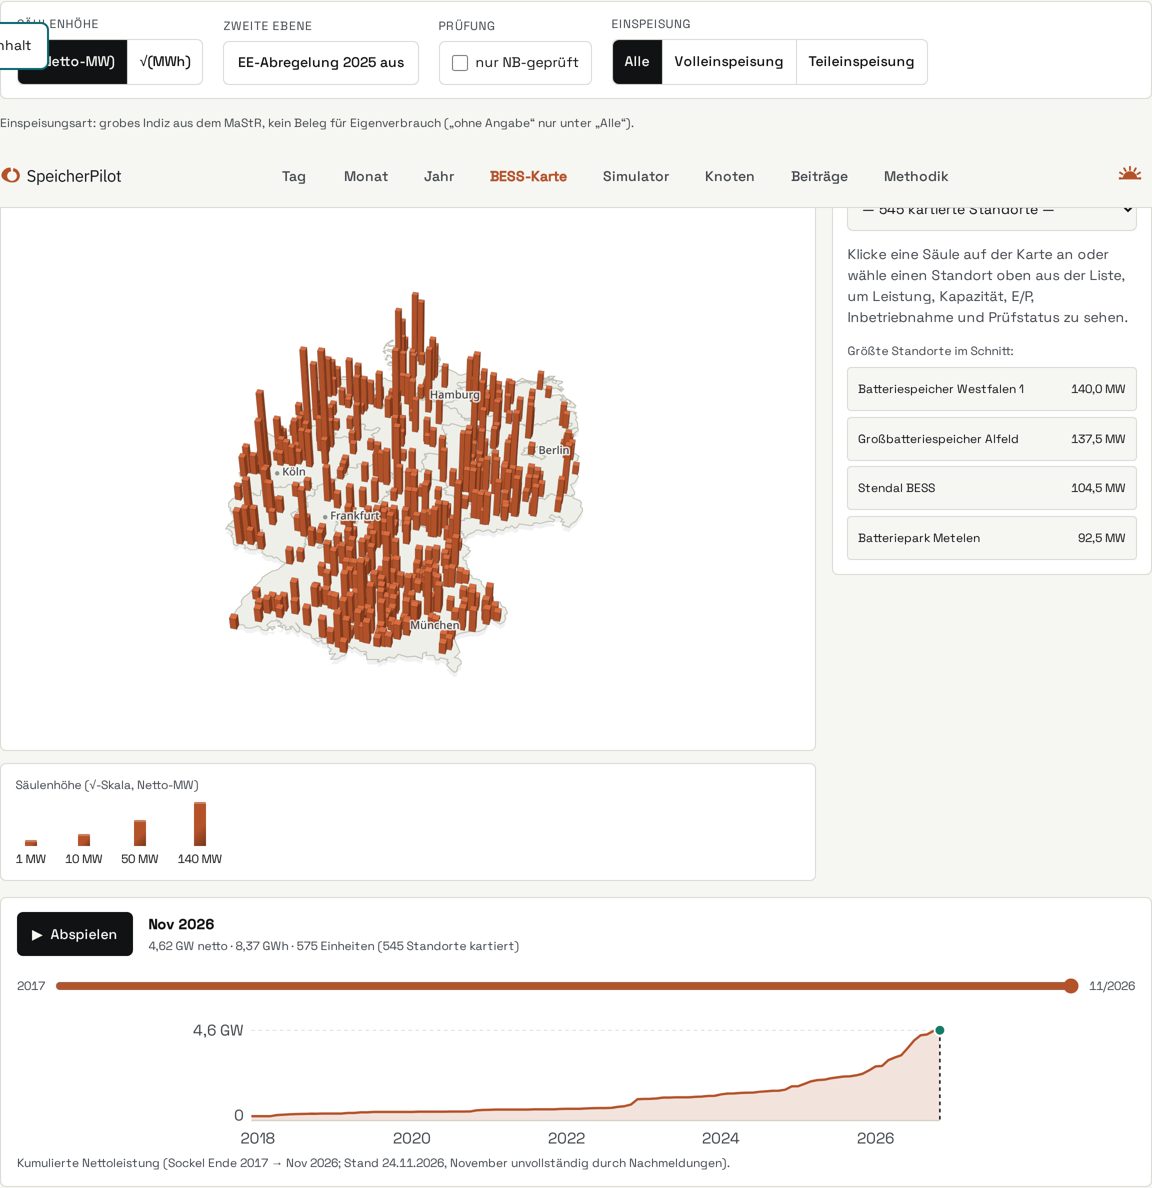 ENHÖHE
ZWEITE EBENE
PRÜFUNG
EINSPEISUNG
nhalt
etto-MW)
√(MWh)
EE-Abregelung 2025 aus
nur NB-geprüft
Alle
Volleinspeisung
Teileinspeisung
Einspeisungsart: grobes Indiz aus dem MaStR, kein Beleg für Eigenverbrauch („ohne Angabe“ nur unter „Alle“).
SpeicherPilot
Tag
Monat
Jahr
BESS-Karte
Simulator
Knoten
Beiträge
Methodik
— 545 kartierte Standorte —
Klicke eine Säule auf der Karte an oder
wähle einen Standort oben aus der Liste,
um Leistung, Kapazität, E/P,
Inbetriebnahme und Prüfstatus zu sehen.
Größte Standorte im Schnitt:
Batteriespeicher Westfalen 1 140,0 MW
Großbatteriespeicher Alfeld 137,5 MW
Stendal BESS 104,5 MW
Batteriepark Metelen 92,5 MW
Hamburg
Berlin
Köln
Frankfurt
München
Säulenhöhe (√-Skala, Netto-MW)
1 MW
10 MW
50 MW
140 MW
▶ Abspielen
Nov 2026
4,62 GW netto · 8,37 GWh · 575 Einheiten (545 Standorte kartiert)
2017
11/2026
4,6 GW
0
2018
2020
2022
2024
2026
Kumulierte Nettoleistung (Sockel Ende 2017 → Nov 2026; Stand 24.11.2026, November unvollständig durch Nachmeldungen).